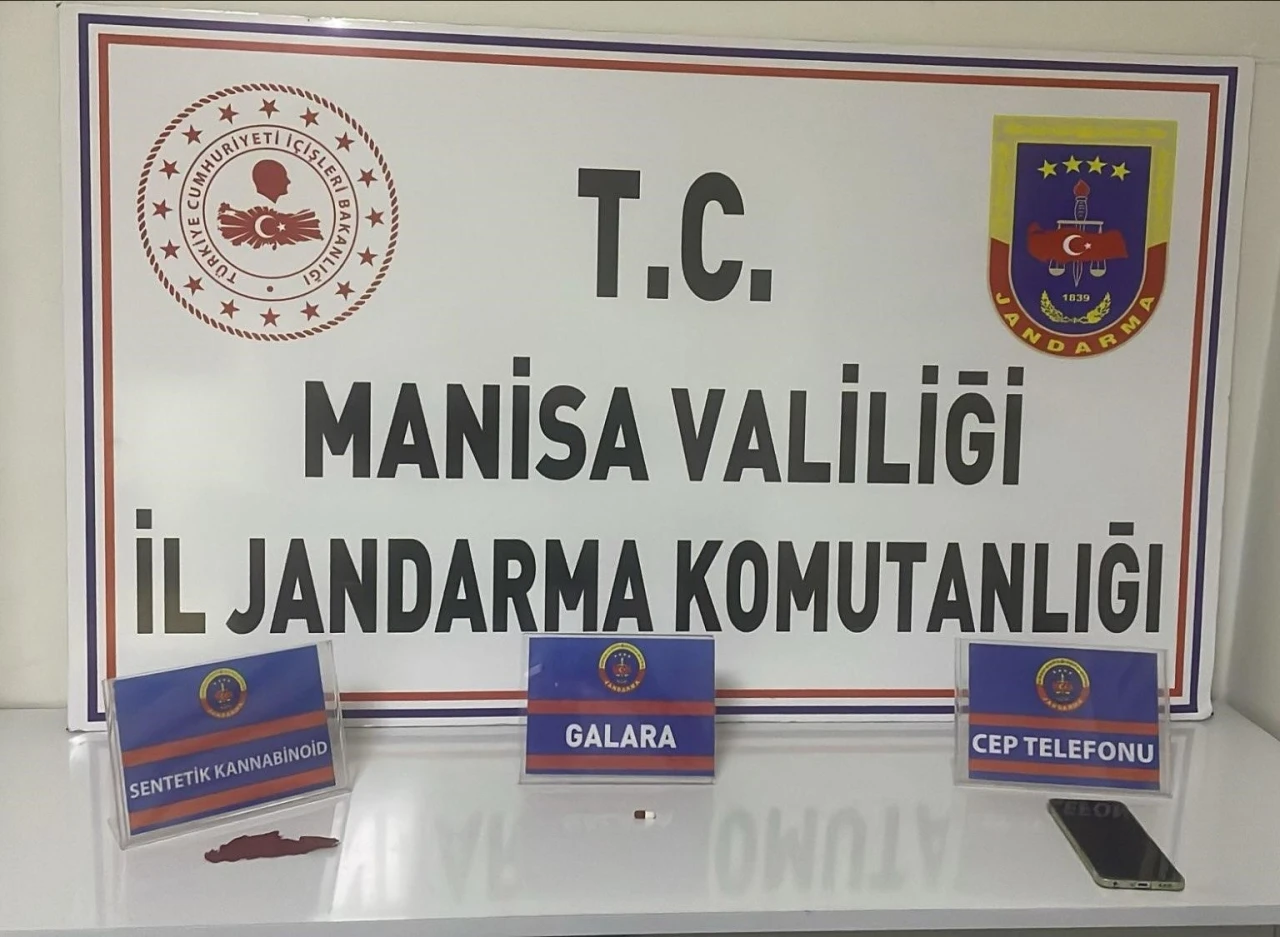 TÜRKİYE CUMHURİYETİ İÇİŞLERİ BAKANLIĞI
T.C.
1839
JANDARMA
MANİSA VALİLİĞİ
İL JANDARMA KOMUTANLIĞI
SENTETİK KANNABİNOİD
JANDARMA
GALARA
CEP TELEFONU